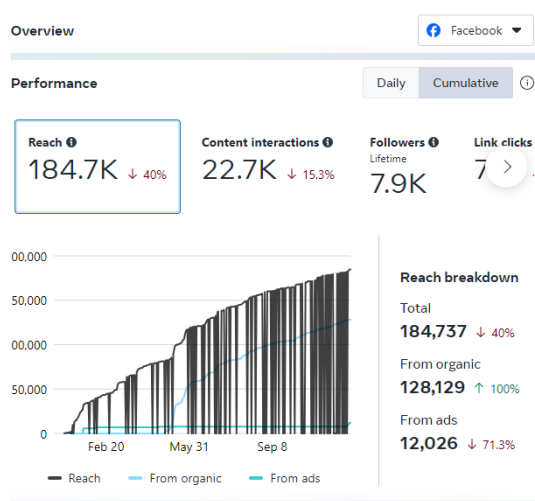 Overview
Facebook
Performance
Daily Cumulative
Reach Content interactions Followers Link clicks
Lifetime
184.7K ↓ 40% 22.7K ↓ 15.3% 7.9K 7
00,000
50,000
00,000
50,000
0
Feb 20 May 31 Sep 8
Reach From organic From ads
Reach breakdown
Total
184,737 ↓ 40%
From organic
128,129 ↑ 100%
From ads
12,026 ↓ 71.3%